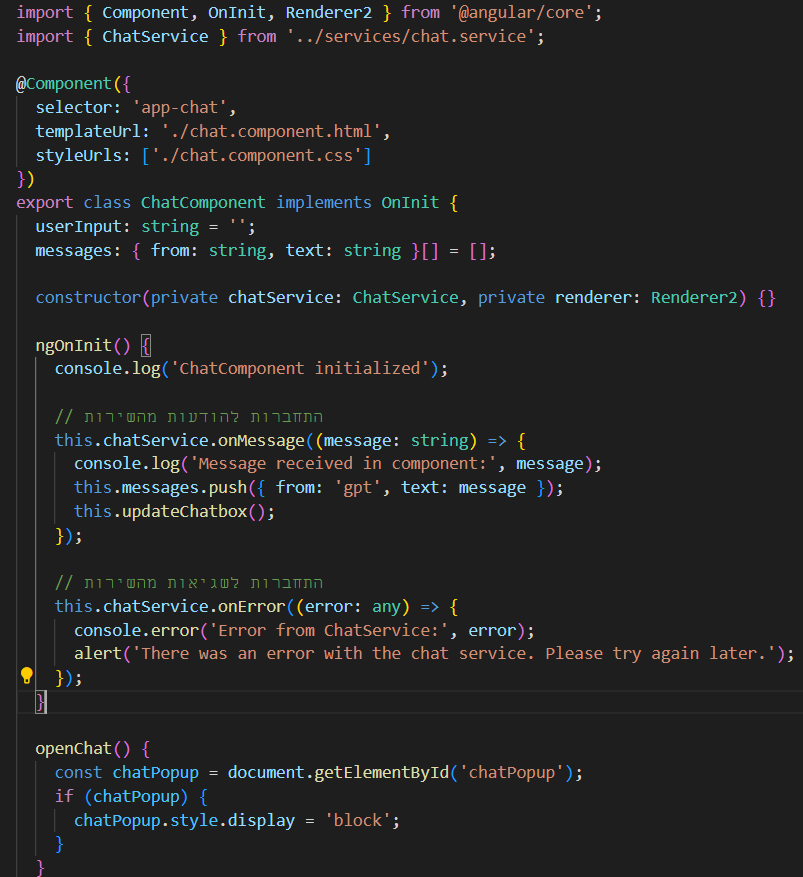 import { Component, OnInit, Renderer2 } from '@angular/core';
import { ChatService } from '../services/chat.service';

@Component({
  selector: 'app-chat',
  templateUrl: './chat.component.html',
  styleUrls: ['./chat.component.css']
})
export class ChatComponent implements OnInit {
  userInput: string = '';
  messages: { from: string, text: string }[] = [];

  constructor(private chatService: ChatService, private renderer: Renderer2) {}

  ngOnInit() {
    console.log('ChatComponent initialized');

    // התחברות להודעות מהשירות
    this.chatService.onMessage((message: string) => {
      console.log('Message received in component:', message);
      this.messages.push({ from: 'gpt', text: message });
      this.updateChatbox();
    });

    // התחברות לשגיאות מהשירות
    this.chatService.onError((error: any) => {
      console.error('Error from ChatService:', error);
      alert('There was an error with the chat service. Please try again later.');
    });
  }

  openChat() {
    const chatPopup = document.getElementById('chatPopup');
    if (chatPopup) {
      chatPopup.style.display = 'block';
    }
  }